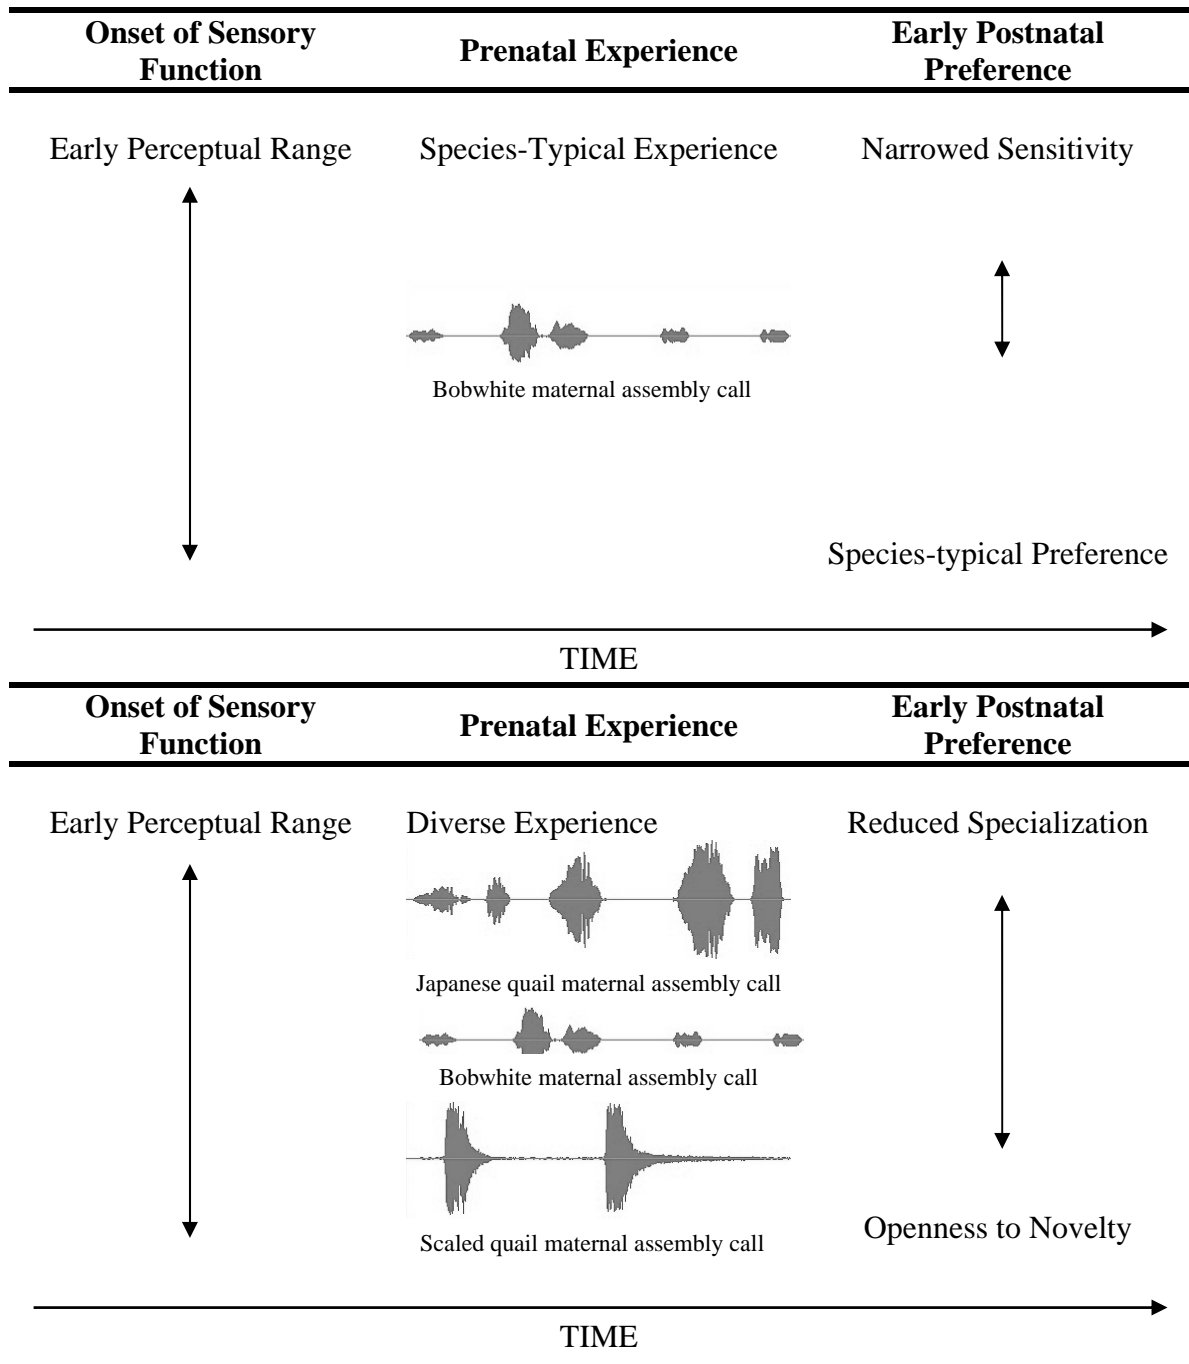 Onset of Sensory
Function
Prenatal Experience
Early Postnatal
Preference
Early Perceptual Range
Species-Typical Experience
Narrowed Sensitivity
Bobwhite maternal assembly call
Species-typical Preference
TIME
Onset of Sensory
Function
Prenatal Experience
Early Postnatal
Preference
Early Perceptual Range
Diverse Experience
Reduced Specialization
Japanese quail maternal assembly call
Bobwhite maternal assembly call
Scaled quail maternal assembly call
Openness to Novelty
TIME